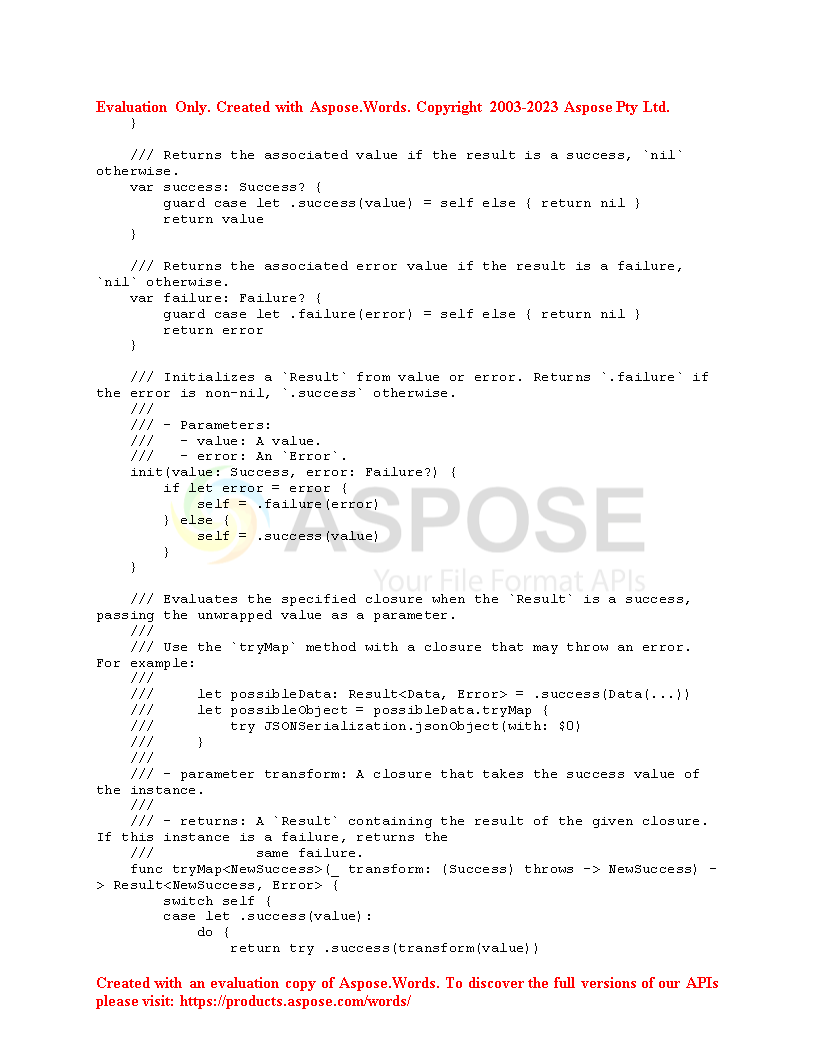 Evaluation Only. Created with Aspose.Words. Copyright 2003-2023 Aspose Pty Ltd.
    }

    /// Returns the associated value if the result is a success, `nil`
otherwise.
    var success: Success? {
        guard case let .success(value) = self else { return nil }
        return value
    }

    /// Returns the associated error value if the result is a failure,
`nil` otherwise.
    var failure: Failure? {
        guard case let .failure(error) = self else { return nil }
        return error
    }

    /// Initializes a `Result` from value or error. Returns `.failure` if
the error is non-nil, `.success` otherwise.
    ///
    /// - Parameters:
    ///   - value: A value.
    ///   - error: An `Error`.
    init(value: Success, error: Failure?) {
        if let error = error {
            self = .failure(error)
        } else {
            self = .success(value)
        }
    }
ASPOSE
Your File Format APIs

    /// Evaluates the specified closure when the `Result` is a success,
passing the unwrapped value as a parameter.
    ///
    /// Use the `tryMap` method with a closure that may throw an error.
For example:
    ///
    ///     let possibleData: Result<Data, Error> = .success(Data(...))
    ///     let possibleObject = possibleData.tryMap {
    ///         try JSONSerialization.jsonObject(with: $0)
    ///     }
    ///
    /// - parameter transform: A closure that takes the success value of
the instance.
    ///
    /// - returns: A `Result` containing the result of the given closure.
If this instance is a failure, returns the
    ///            same failure.
    func tryMap<NewSuccess>(_ transform: (Success) throws -> NewSuccess) -
> Result<NewSuccess, Error> {
        switch self {
        case let .success(value):
            do {
                return try .success(transform(value))

Created with an evaluation copy of Aspose.Words. To discover the full versions of our APIs
please visit: https://products.aspose.com/words/